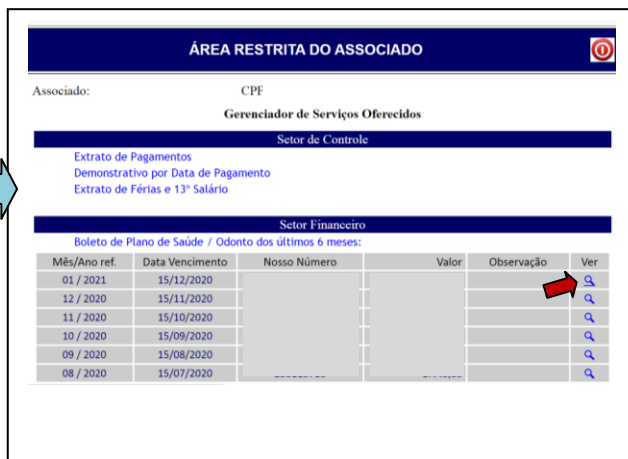 ÁREA RESTRITA DO ASSOCIADO
Associado: CPF
Gerenciador de Serviços Oferecidos
Setor de Controle
Extrato de Pagamentos
Demonstrativo por Data de Pagamento
Extrato de Férias e 13º Salário
Setor Financeiro
Boleto de Plano de Saúde / Odonto dos últimos 6 meses:
Mês/Ano ref. Data Vencimento Nosso Número Valor Observação Ver
01 / 2021 15/12/2020
12 / 2020 15/11/2020
11 / 2020 15/10/2020
10 / 2020 15/09/2020
09 / 2020 15/08/2020
08 / 2020 15/07/2020